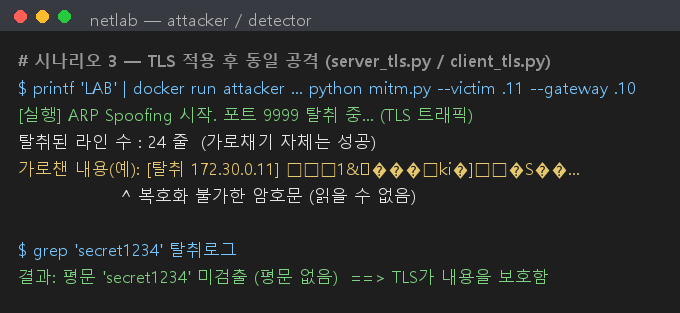 netlab — attacker / detector
# 시나리오 3 — TLS 적용 후 동일 공격 (server_tls.py / client_tls.py)
$ printf 'LAB' | docker run attacker ... python mitm.py --victim .11 --gateway .10
[실행] ARP Spoofing 시작. 포트 9999 탈취 중... (TLS 트래픽)
탈취된 라인 수 : 24 줄  (가로채기 자체는 성공)
가로챈 내용(예): [탈취 172.30.0.11] □□□1&▯���□ki�]□□�S��...
^ 복호화 불가한 암호문 (읽을 수 없음)
$ grep 'secret1234' 탈취로그
결과: 평문 'secret1234' 미검출 (평문 없음)  ==> TLS가 내용을 보호함